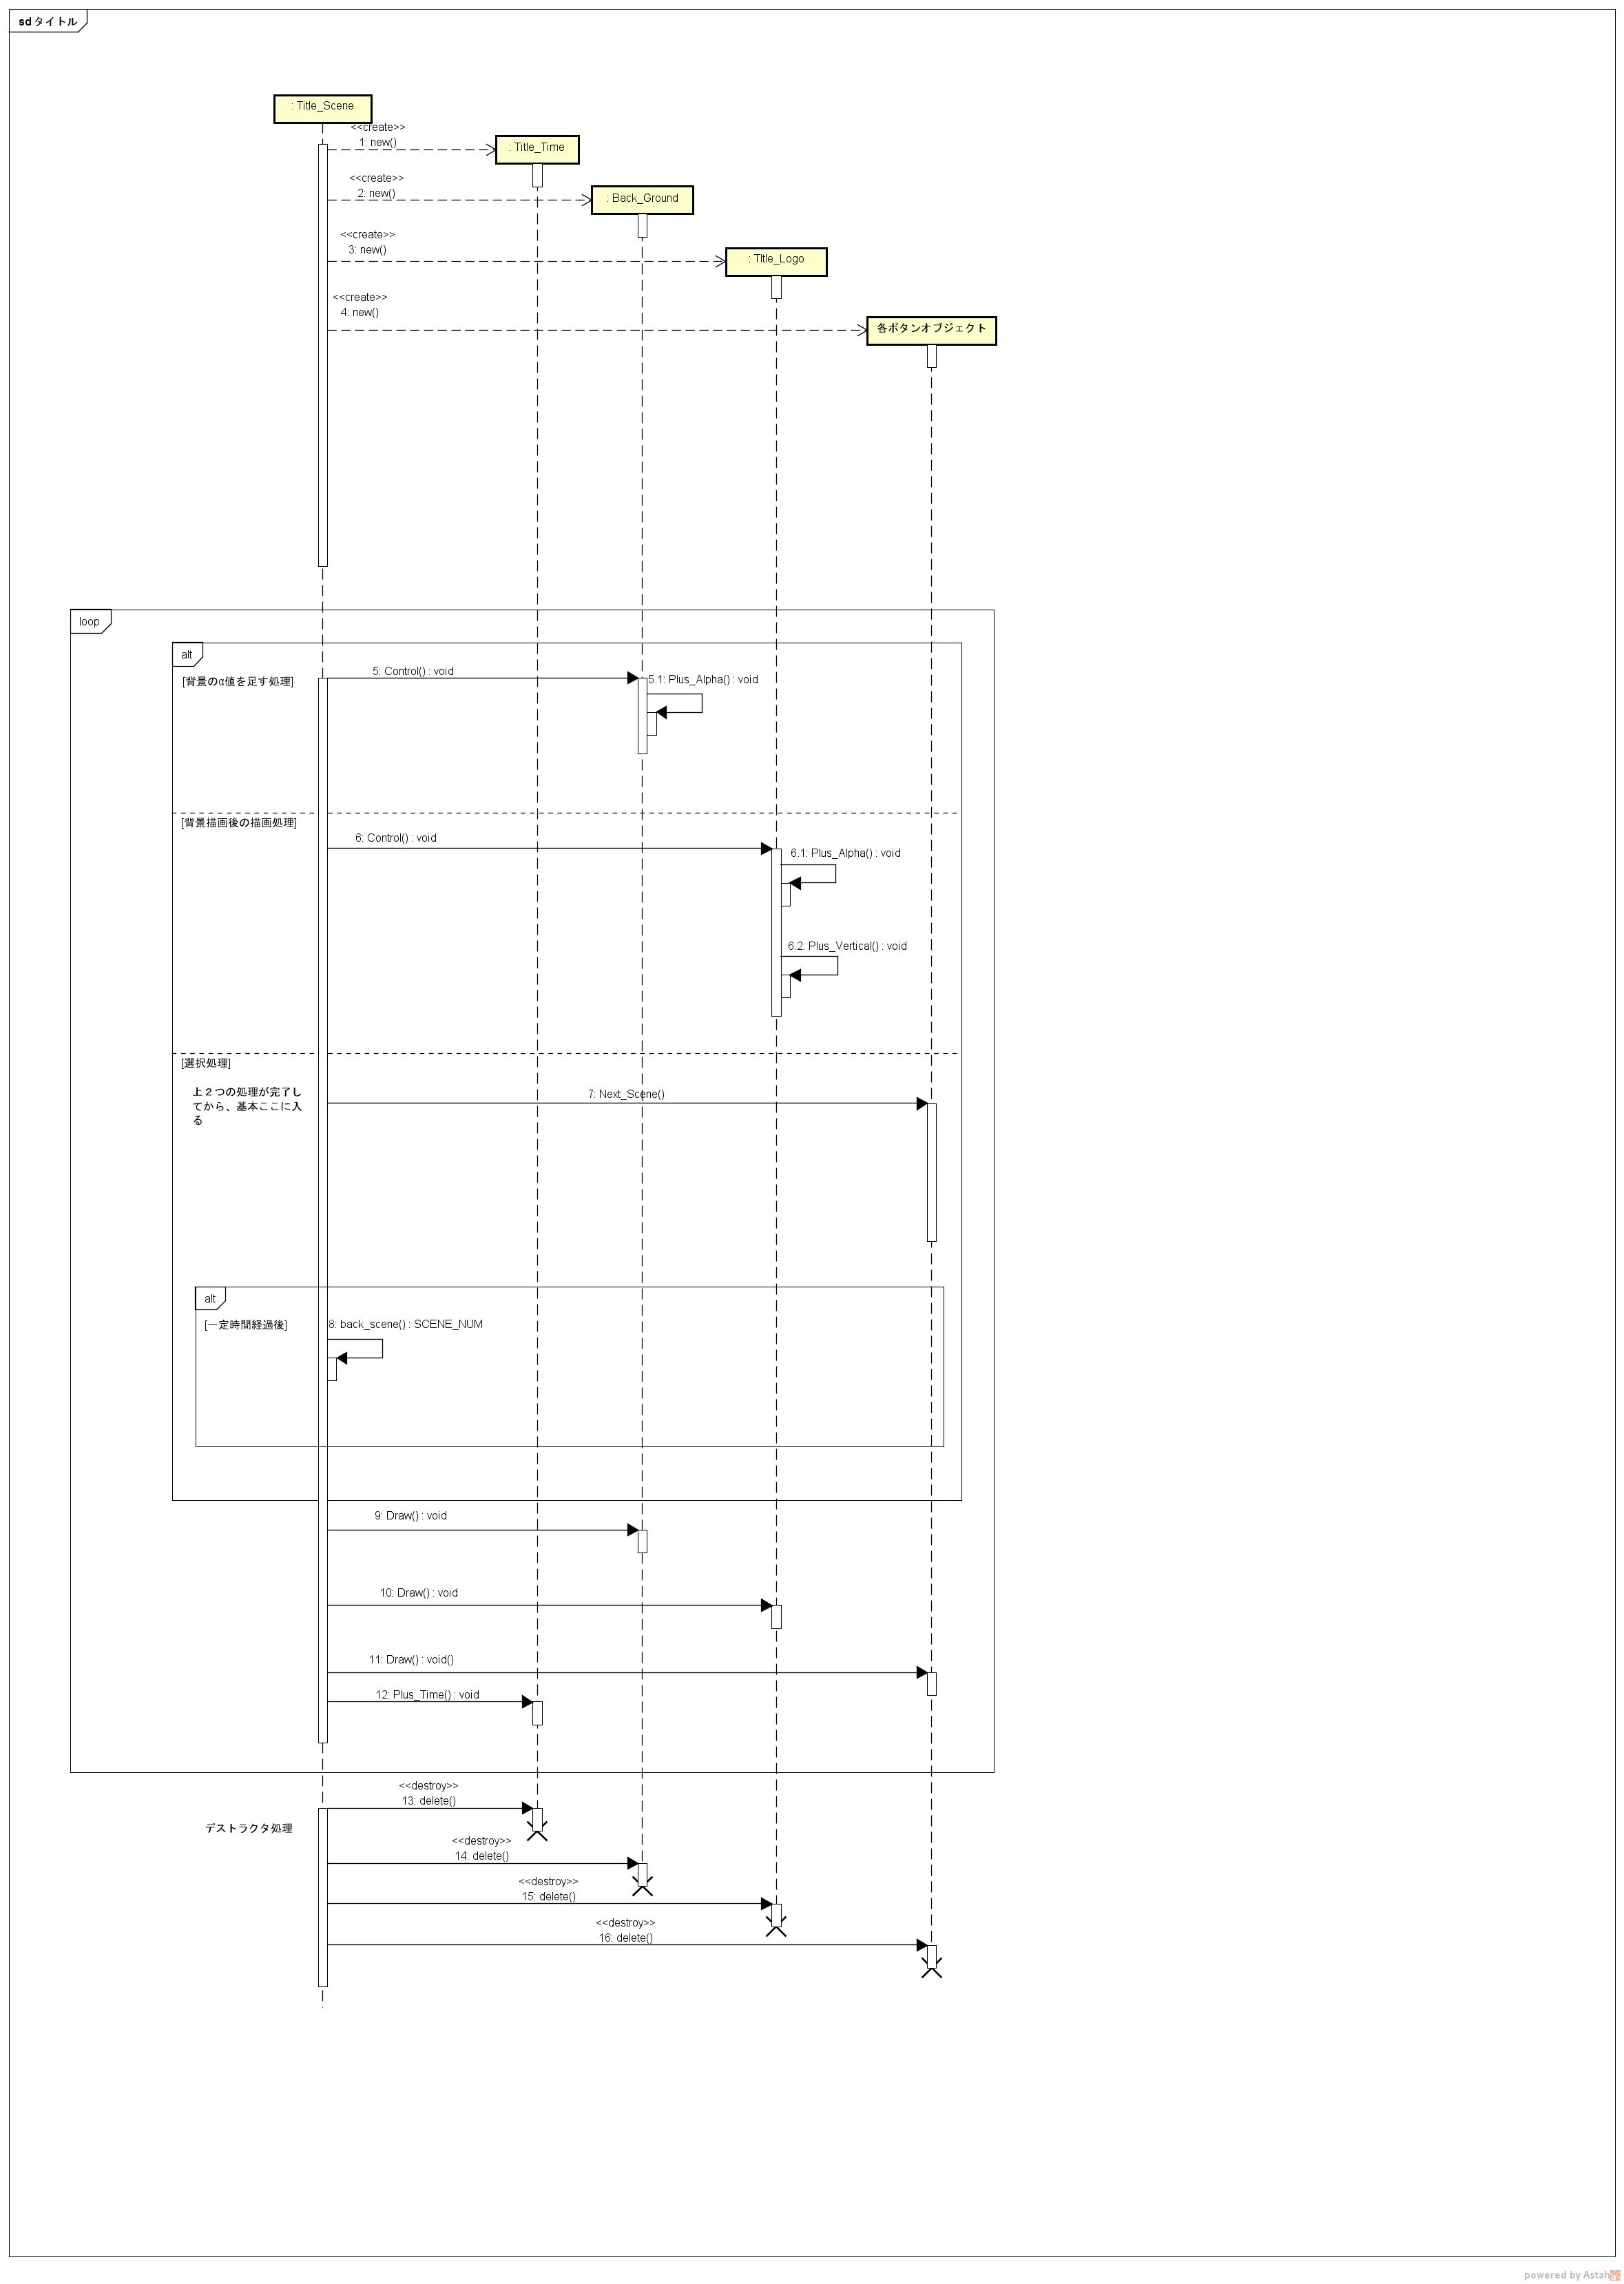 sd タイトル
: Title_Scene
<<create>>
1: new()
: Title_Time
<<create>>
2: new()
: Back_Ground
<<create>>
3: new()
: TItle_Logo
<<create>>
4: new()
各ボタンオブジェクト
loop
alt
[背景のα値を足す処理]
5: Control() : void
5.1: Plus_Alpha() : void
[背景描画後の描画処理]
6: Control() : void
6.1: Plus_Alpha() : void
6.2: Plus_Vertical() : void
[選択処理]
上２つの処理が完了し
てから、基本ここに入
る
7: Next_Scene()
alt
[一定時間経過後]
8: back_scene() : SCENE_NUM
9: Draw() : void
10: Draw() : void
11: Draw() : void()
12: Plus_Time() : void
<<destroy>>
13: delete()
デストラクタ処理
<<destroy>>
14: delete()
<<destroy>>
15: delete()
<<destroy>>
16: delete()
powered by Astah